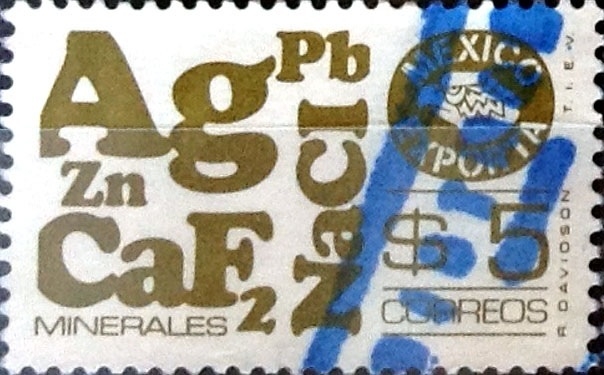 Ag
Pb
Zn
CaF2
NaCl
MINERALES
MEXICO
EXPORTA
$5
CORREOS
R. DAVIDSON
T.I.E.V.